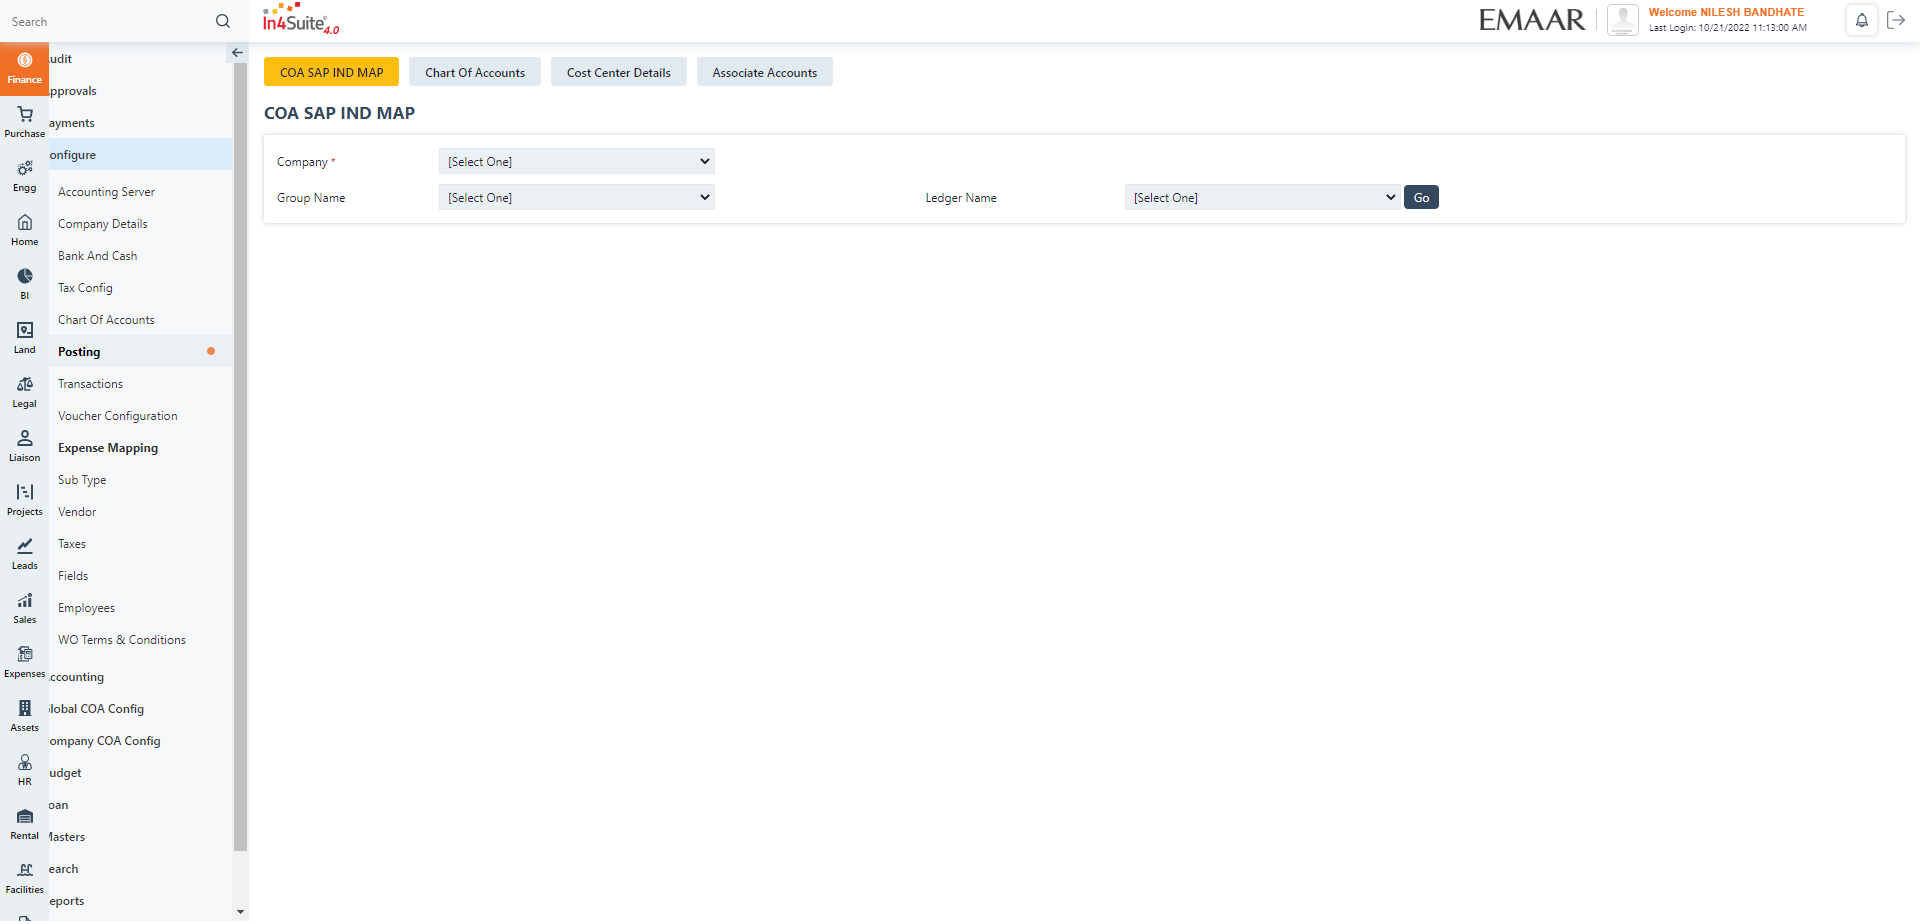 Search
In4Suite 4.0
EMAAR
Welcome NILESH BANDHATE
Last Login: 10/21/2022 11:13:00 AM
Finance
Purchase
Engg
Home
BI
Land
Legal
Liaison
Projects
Leads
Sales
Expenses
Assets
HR
Rental
Facilities
udit
pprovals
ayments
onfigure
Accounting Server
Company Details
Bank And Cash
Tax Config
Chart Of Accounts
Posting
Transactions
Voucher Configuration
Expense Mapping
Sub Type
Vendor
Taxes
Fields
Employees
WO Terms & Conditions
ccounting
lobal COA Config
ompany COA Config
udget
oan
Masters
earch
eports
COA SAP IND MAP
Chart Of Accounts
Cost Center Details
Associate Accounts
COA SAP IND MAP
Company * [Select One]
Group Name [Select One] Ledger Name [Select One] Go